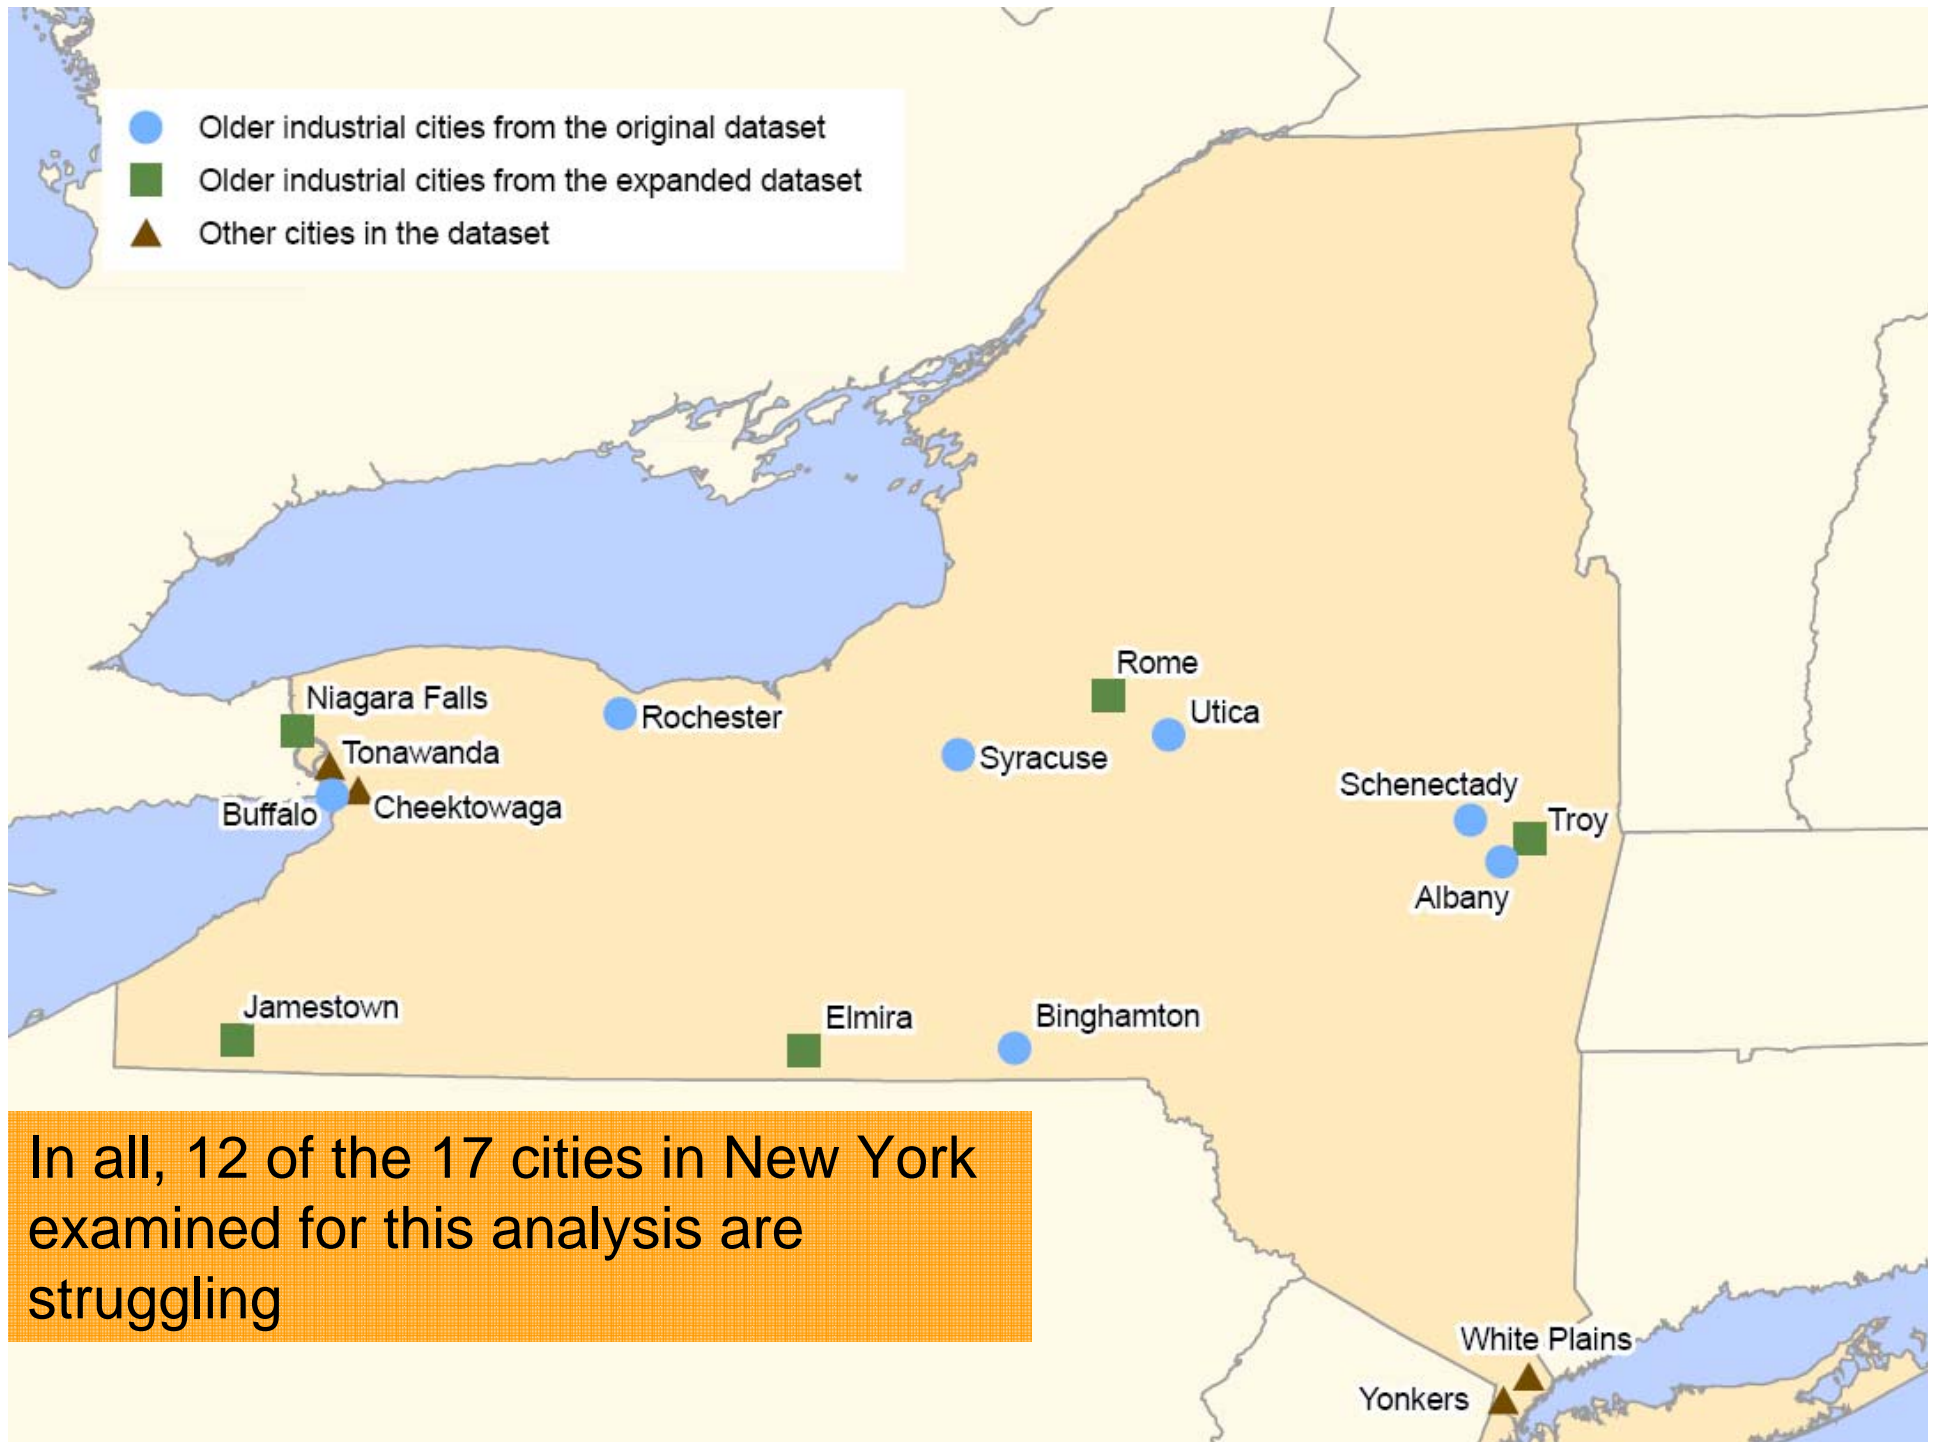 Older industrial cities from the original dataset
Older industrial cities from the expanded dataset
Other cities in the dataset
Rome
Niagara Falls
Rochester
Utica
Tonawanda
Syracuse
Schenectady
Buffalo
Cheektowaga
Troy
Albany
Jamestown
Elmira
Binghamton
In all, 12 of the 17 cities in New York
examined for this analysis are
struggling
White Plains
Yonkers